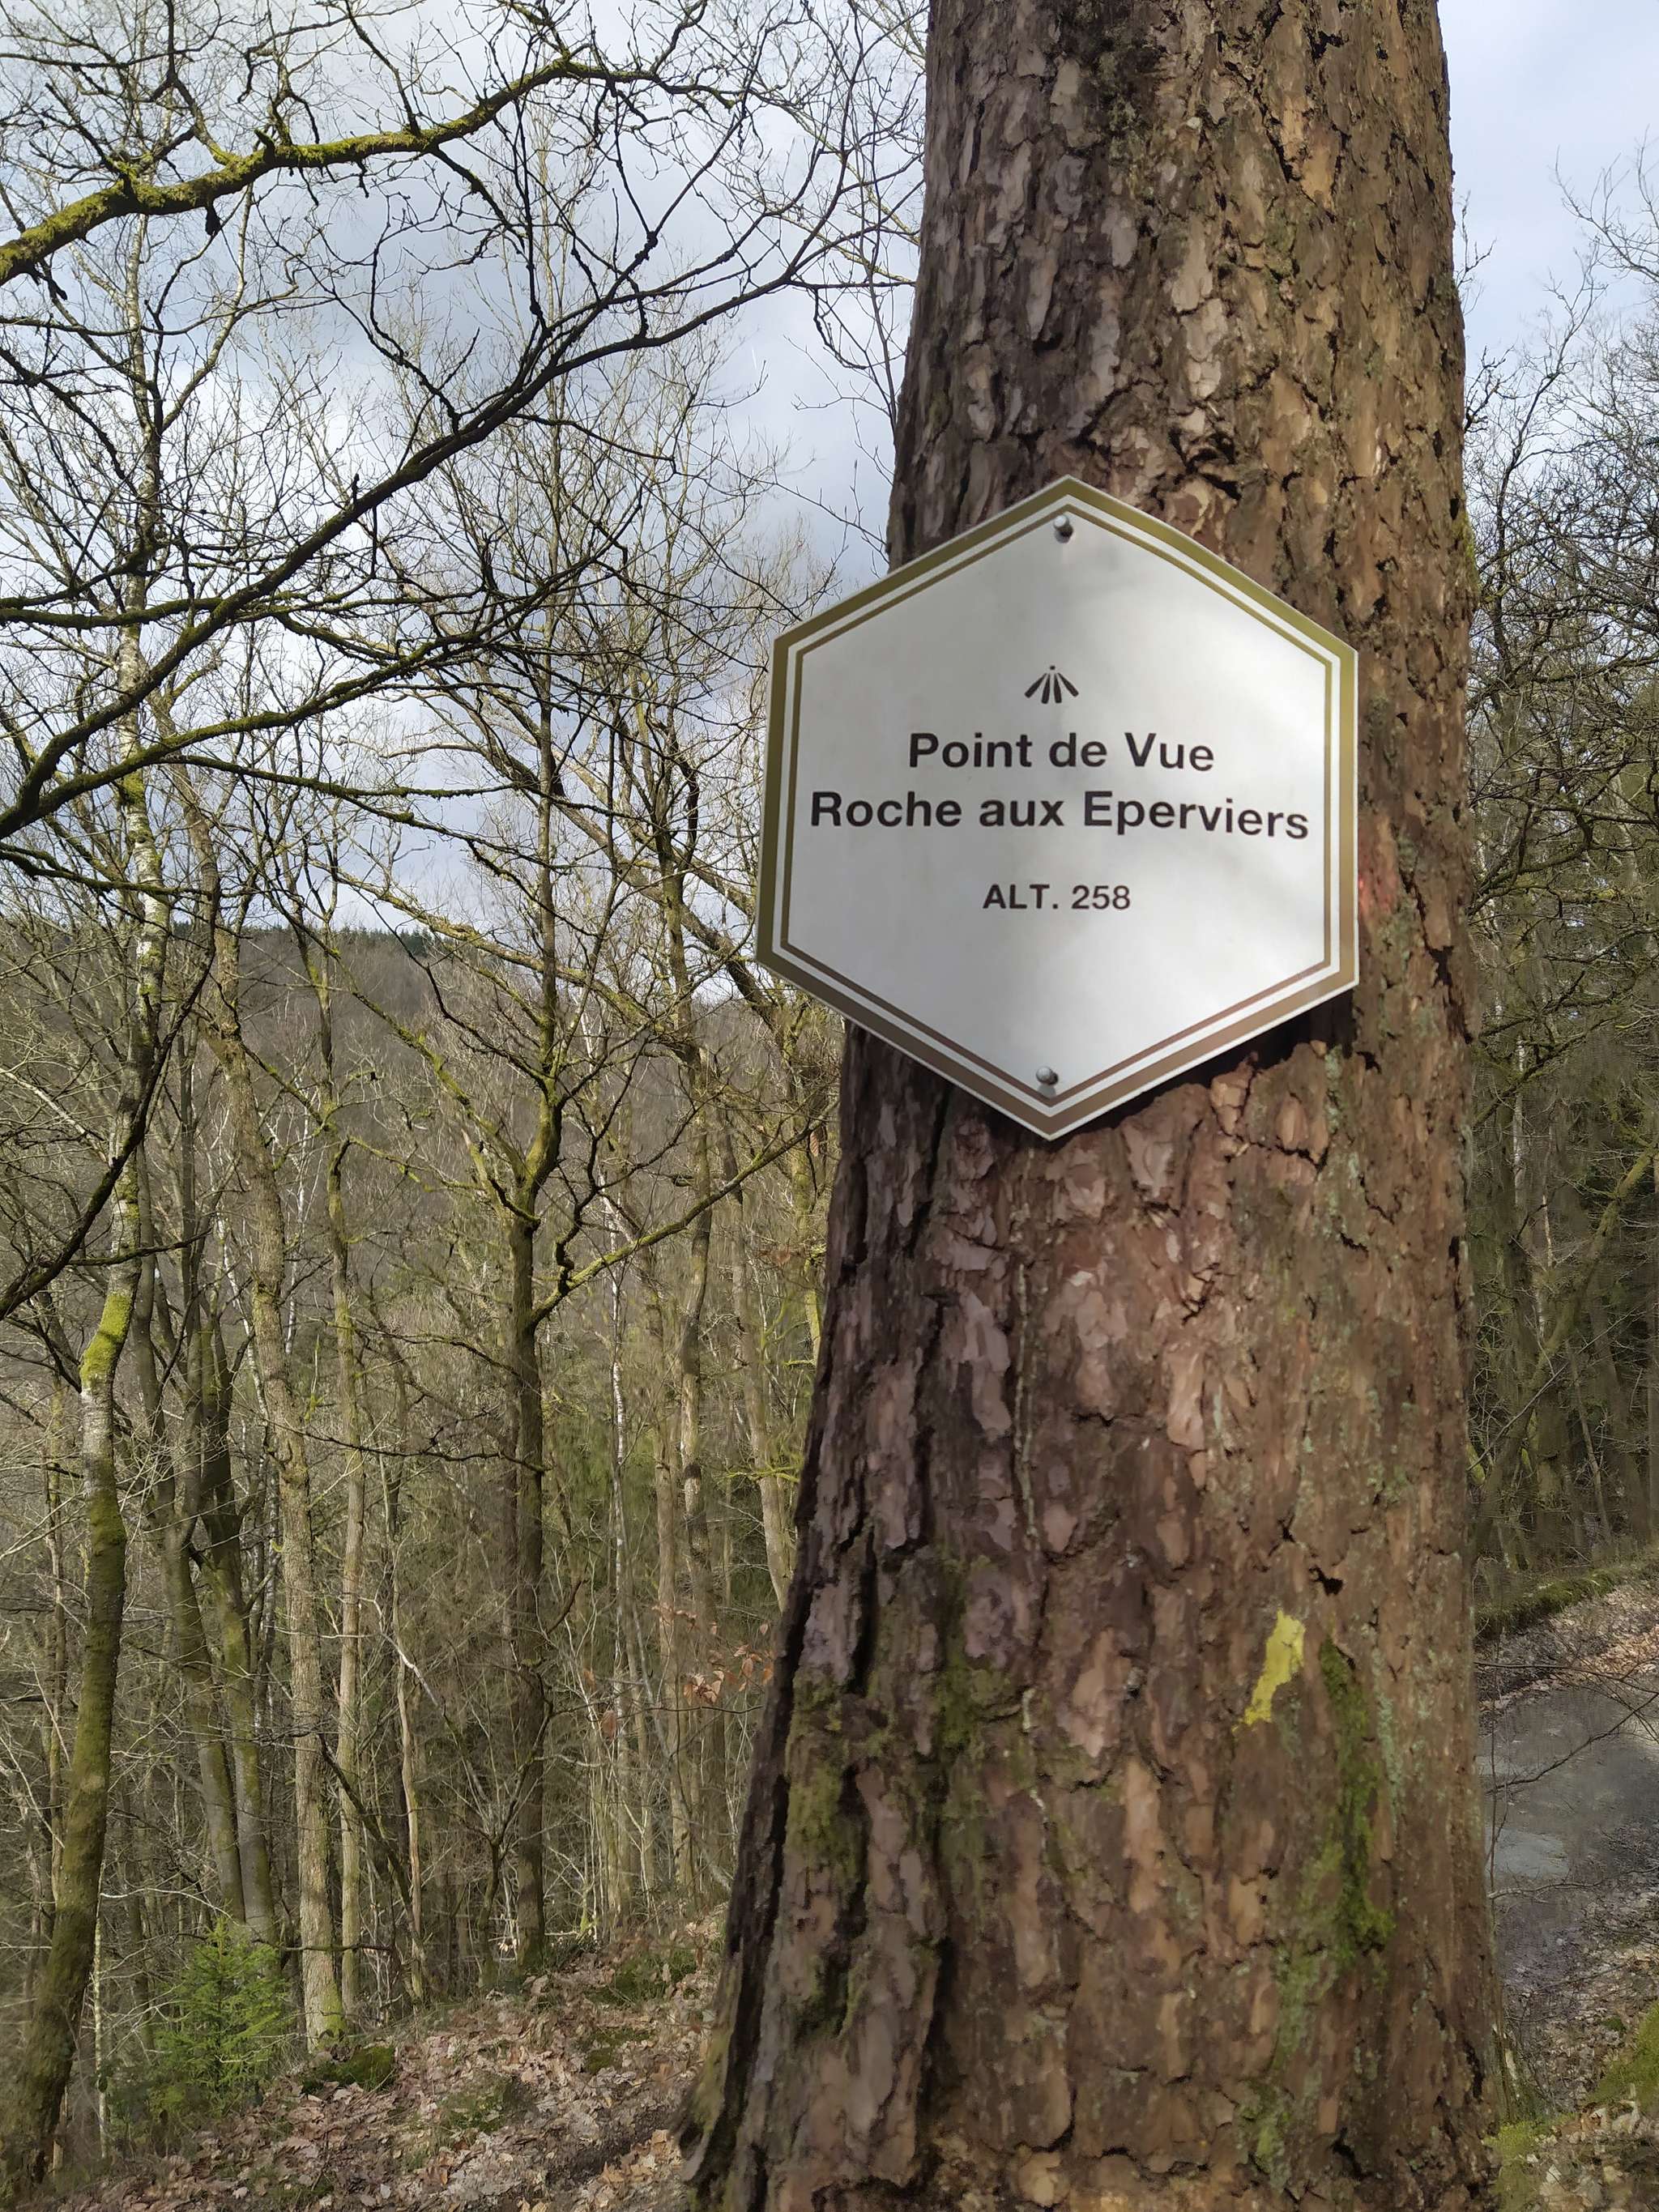 Point de Vue
Roche aux Eperviers
ALT. 258